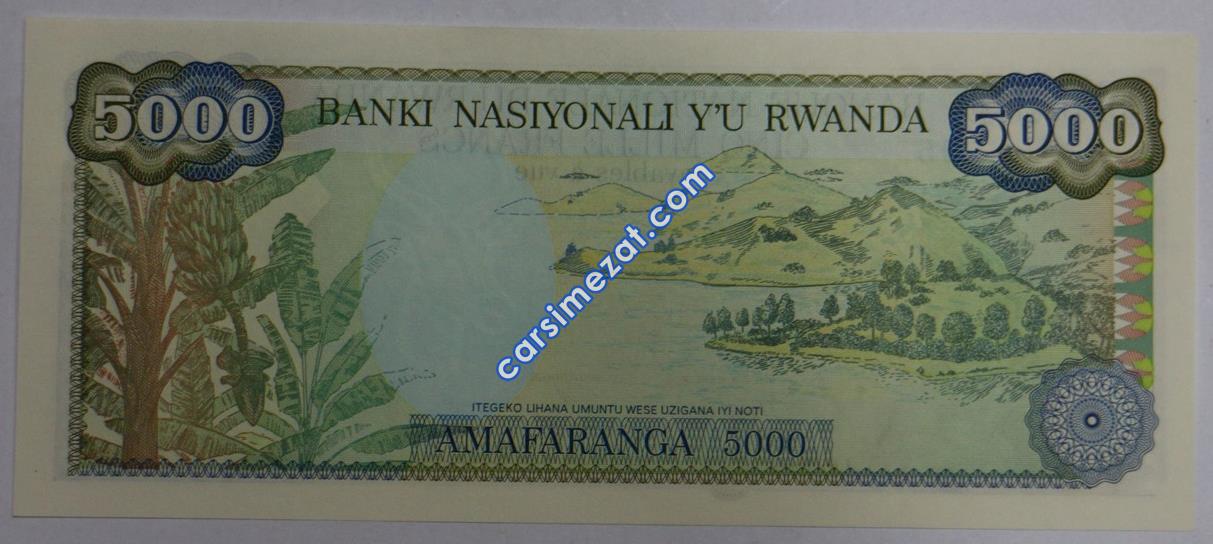 5000 BANKI NASIYONALI Y'U RWANDA 5000
carsimezat.com
ITEGEKO LIHANA UMUNTU WESE UZIGANA IYI NOTI
AMAFARANGA 5000